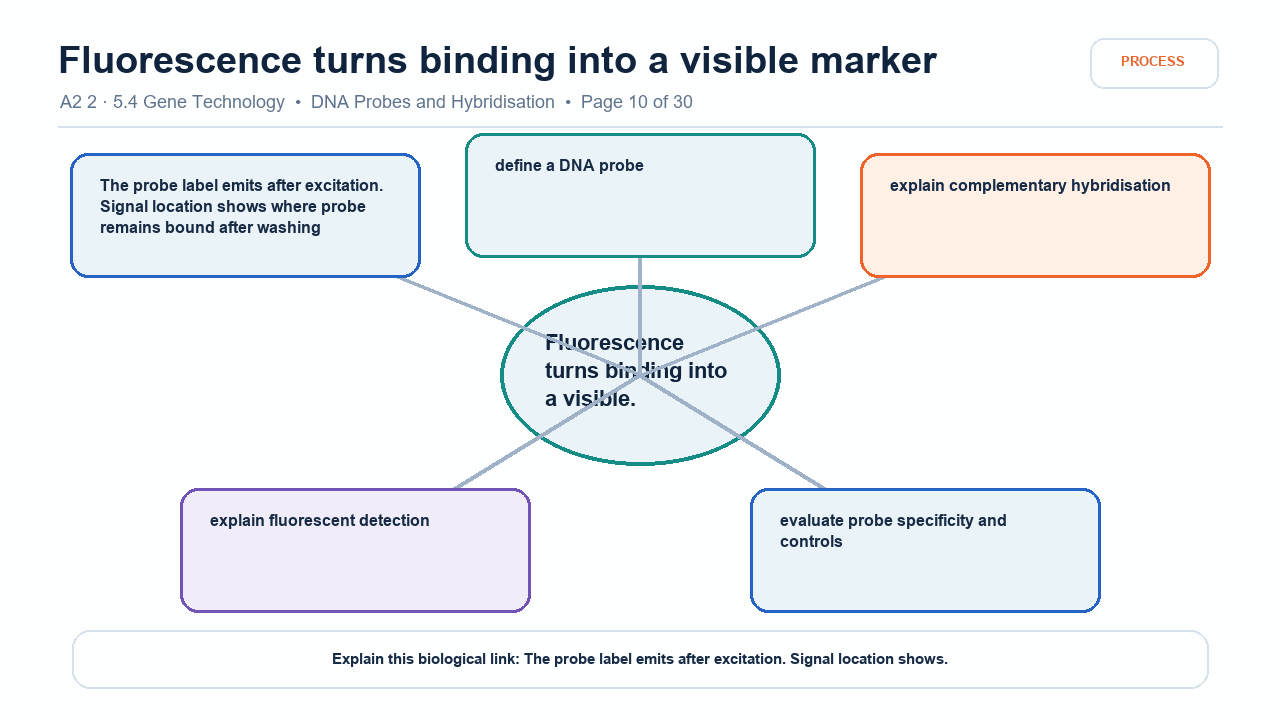 Fluorescence turns binding into a visible marker
PROCESS
A2 2 · 5.4 Gene Technology • DNA Probes and Hybridisation • Page 10 of 30
The probe label emits after excitation.
Signal location shows where probe
remains bound after washing
define a DNA probe
explain complementary hybridisation
Fluorescence
turns binding into
a visible.
explain fluorescent detection
evaluate probe specificity and
controls
Explain this biological link: The probe label emits after excitation. Signal location shows.